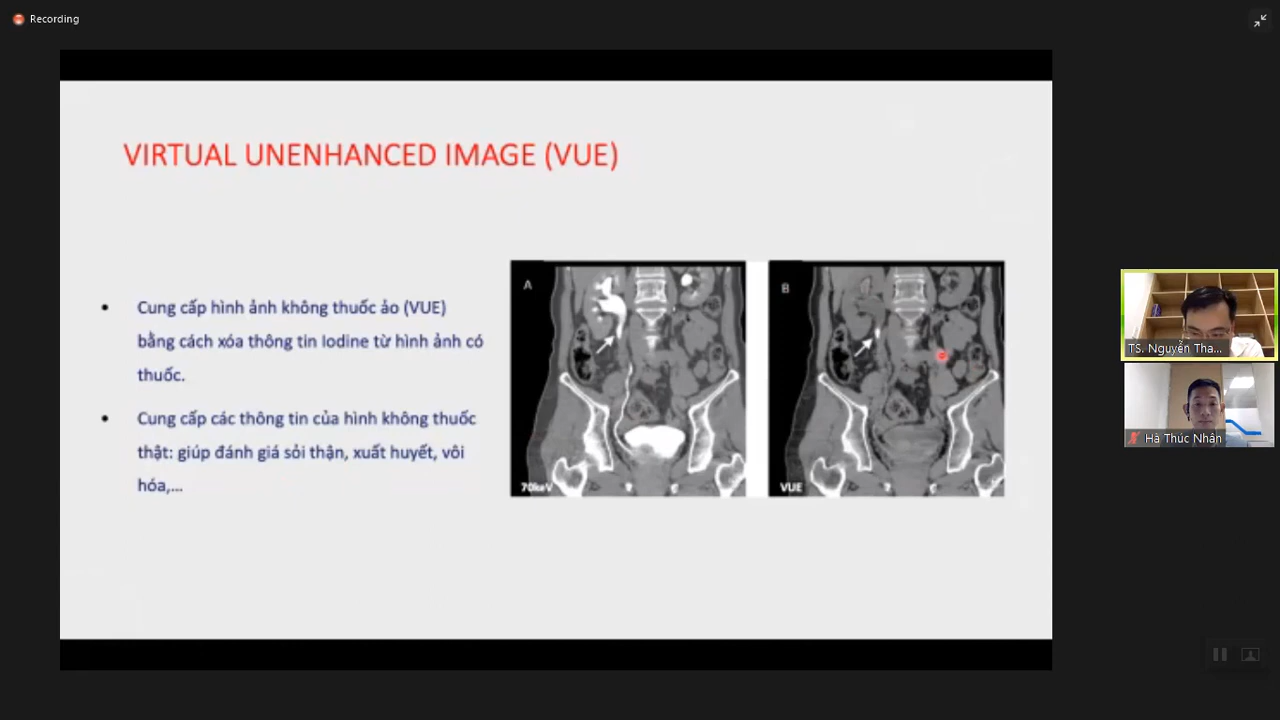 Recording
VIRTUAL UNENHANCED IMAGE (VUE)
• Cung cấp hình ảnh không thuốc ảo (VUE)
bằng cách xóa thông tin Iodine từ hình ảnh có
thuốc.
• Cung cấp các thông tin của hình không thuốc
thật: giúp đánh giá sỏi thận, xuất huyết, vôi
hóa,...
A
70keV
B
VUE
TS. Nguyễn Tha...
Hà Thúc Nhân